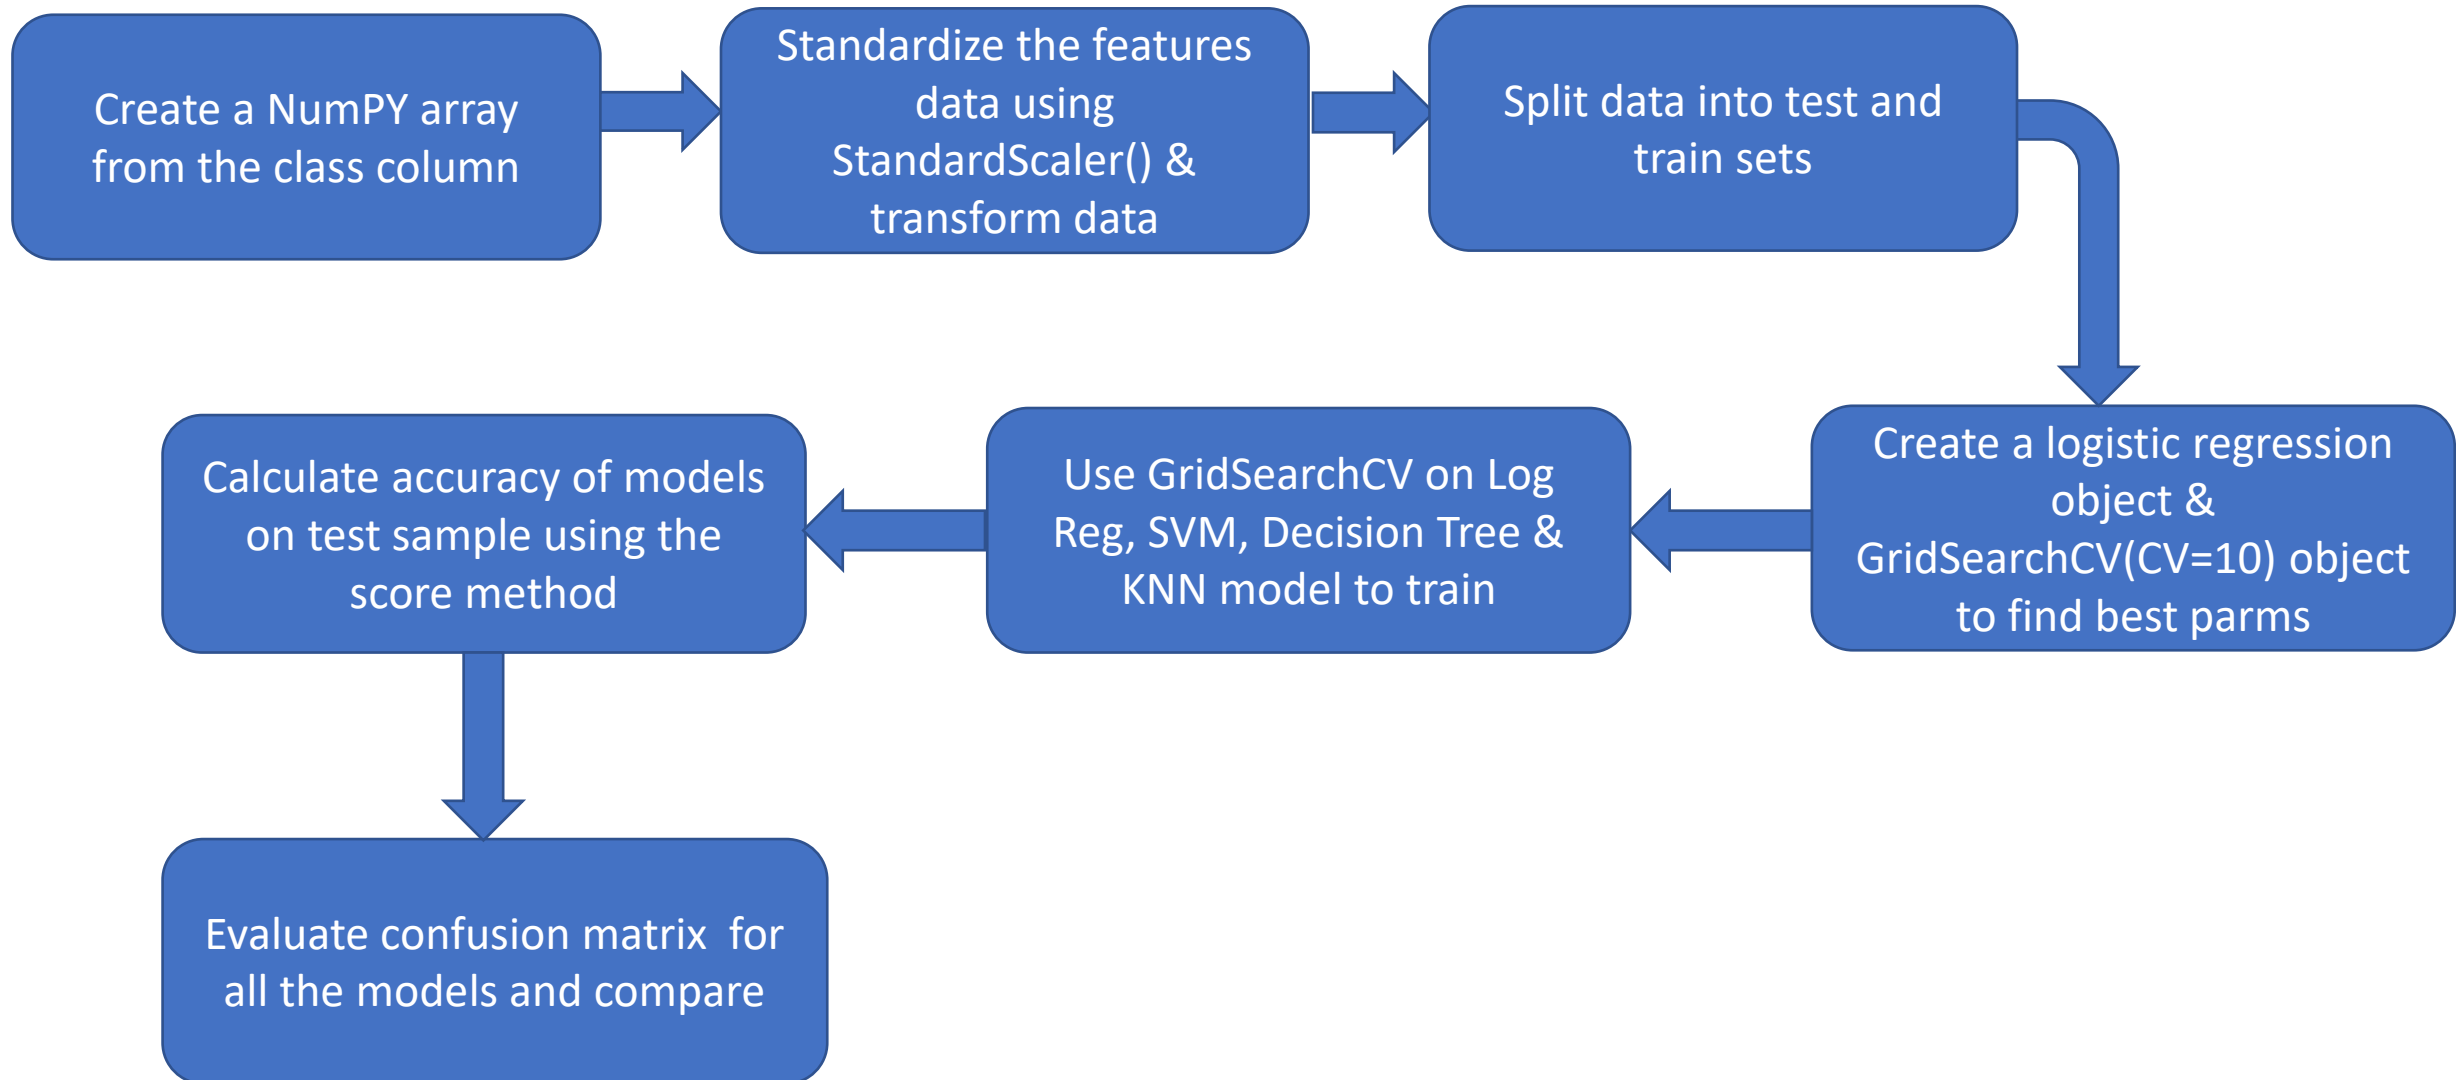 Create a NumPY array
from the class column
Standardize the features
data using
StandardScaler() &
transform data
Split data into test and
train sets
Create a logistic regression
object &
GridSearchCV(CV=10) object
to find best parms
Use GridSearchCV on Log
Reg, SVM, Decision Tree &
KNN model to train
Calculate accuracy of models
on test sample using the
score method
Evaluate confusion matrix  for
all the models and compare